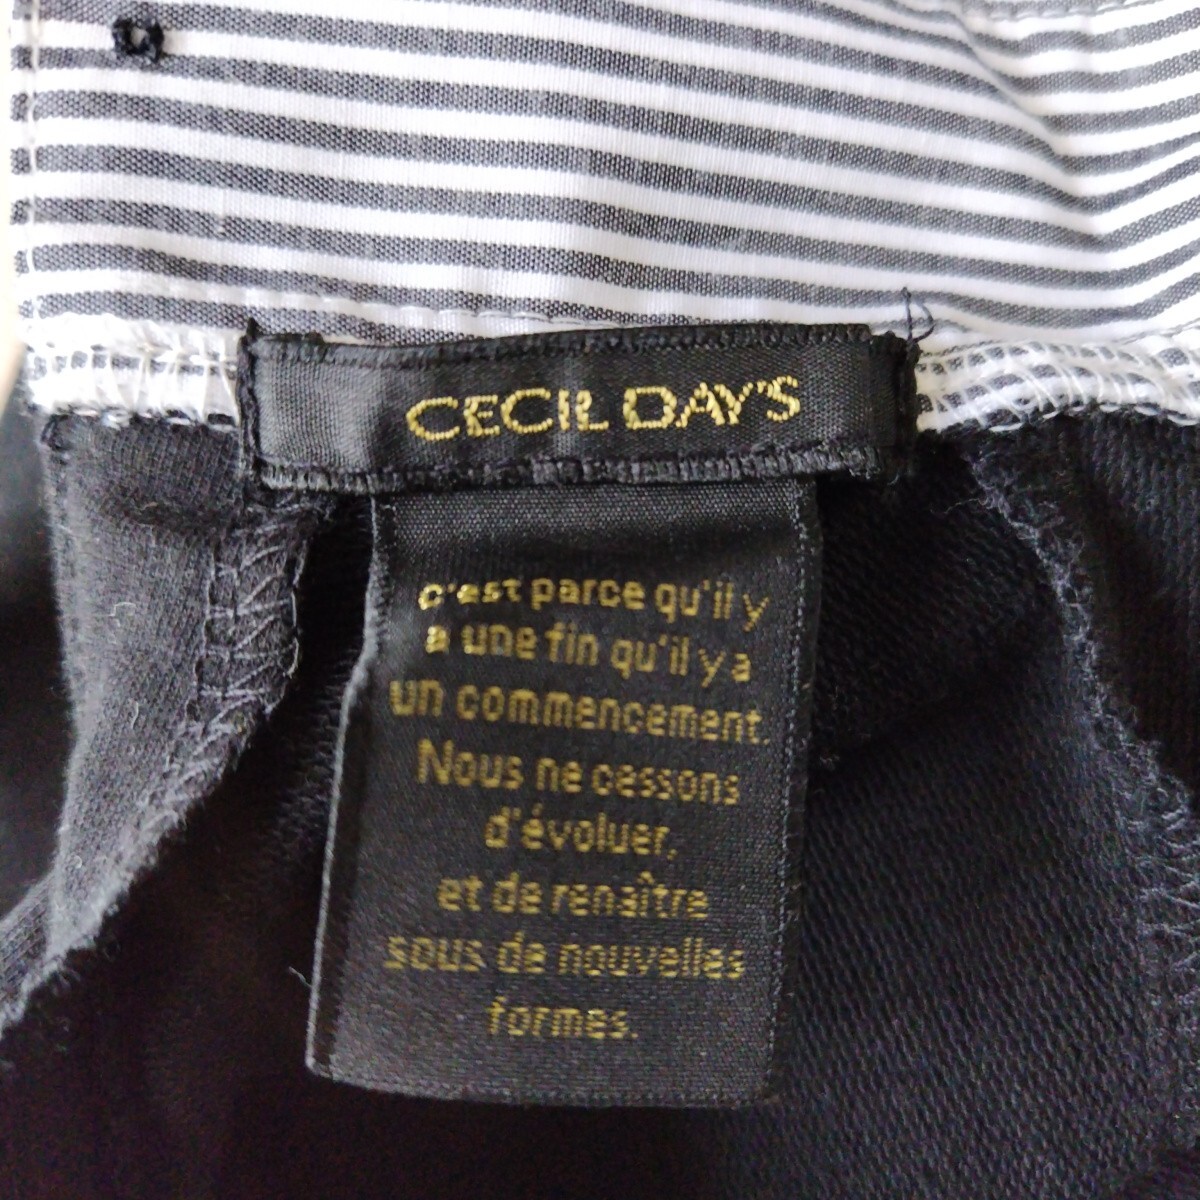 CECIL DAY'S
c'est parce qu'il y
a une fin qu'il y a
un commencement.
Nous ne cessons
d'évoluer,
et de renaître
sous de nouvelles
formes.